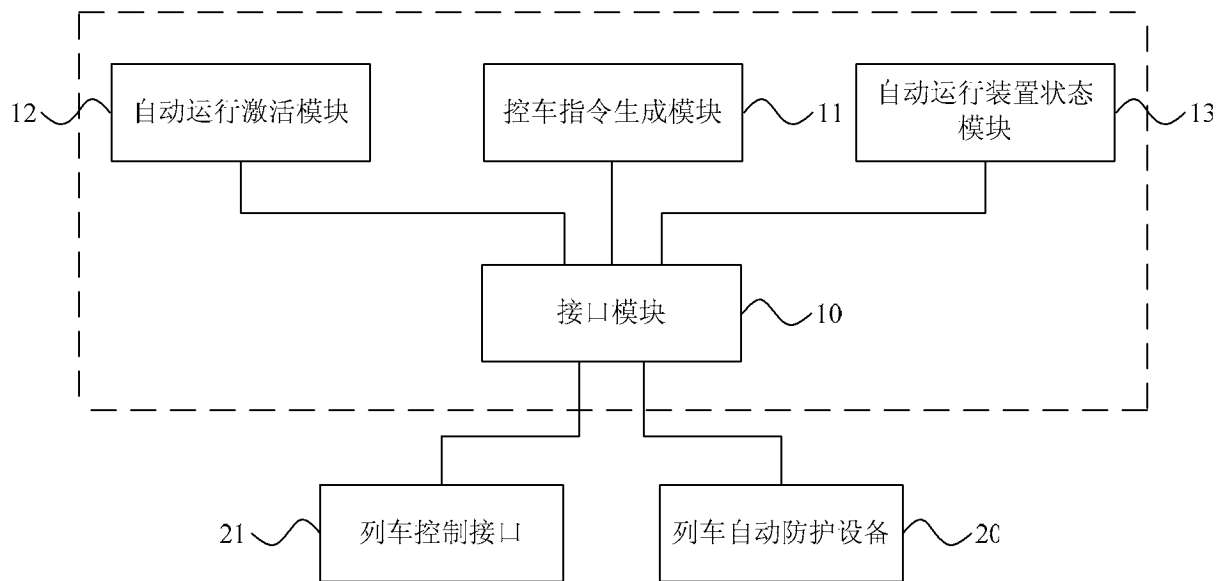 12
自动运行激活模块
控车指令生成模块
11
自动运行装置状态
模块
13
接口模块
10
21
列车控制接口
列车自动防护设备
20